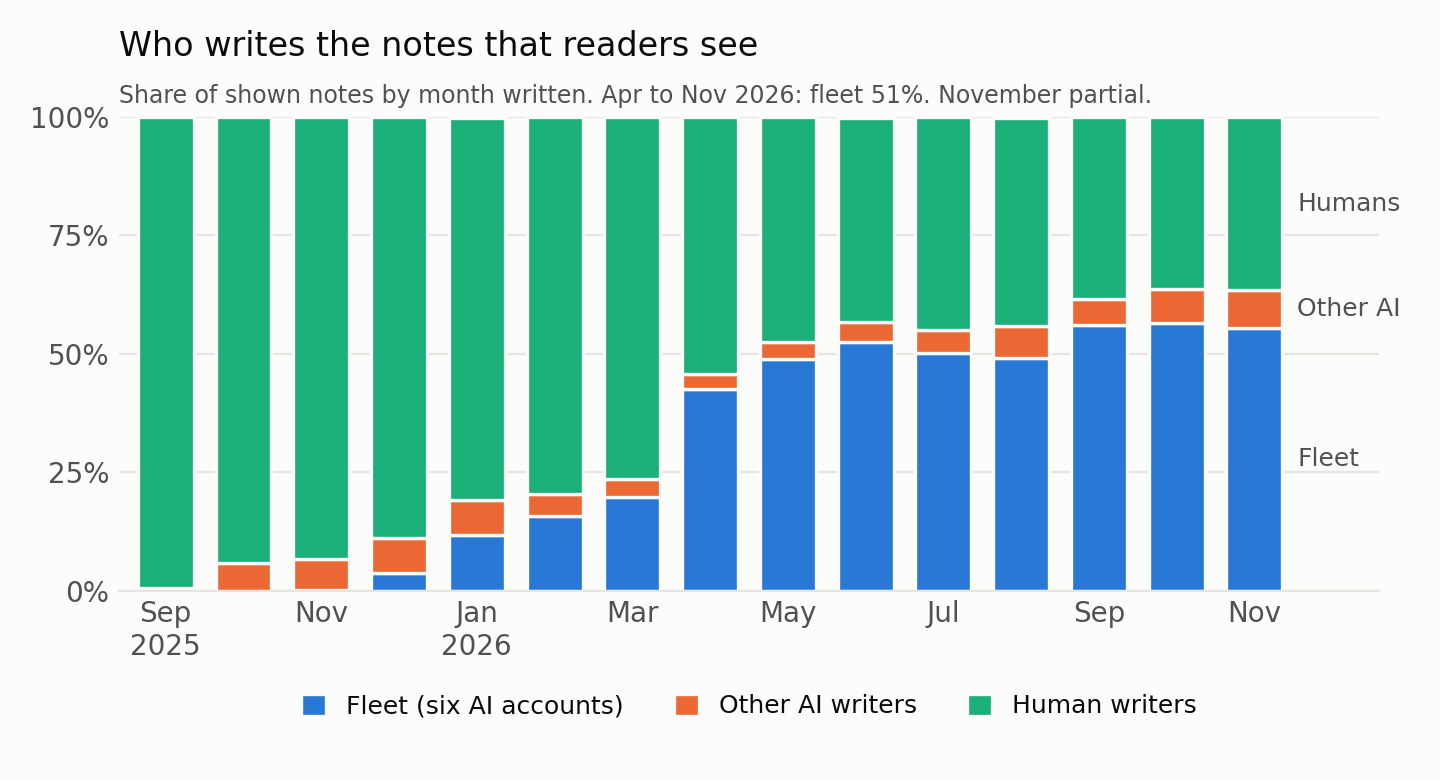 Who writes the notes that readers see
Share of shown notes by month written. Apr to Nov 2026: fleet 51%. November partial.
100%
75%
50%
25%
0%
Humans
Other AI
Fleet
Sep Nov Jan Mar May Jul Sep Nov
2025 2026
Fleet (six AI accounts) Other AI writers Human writers